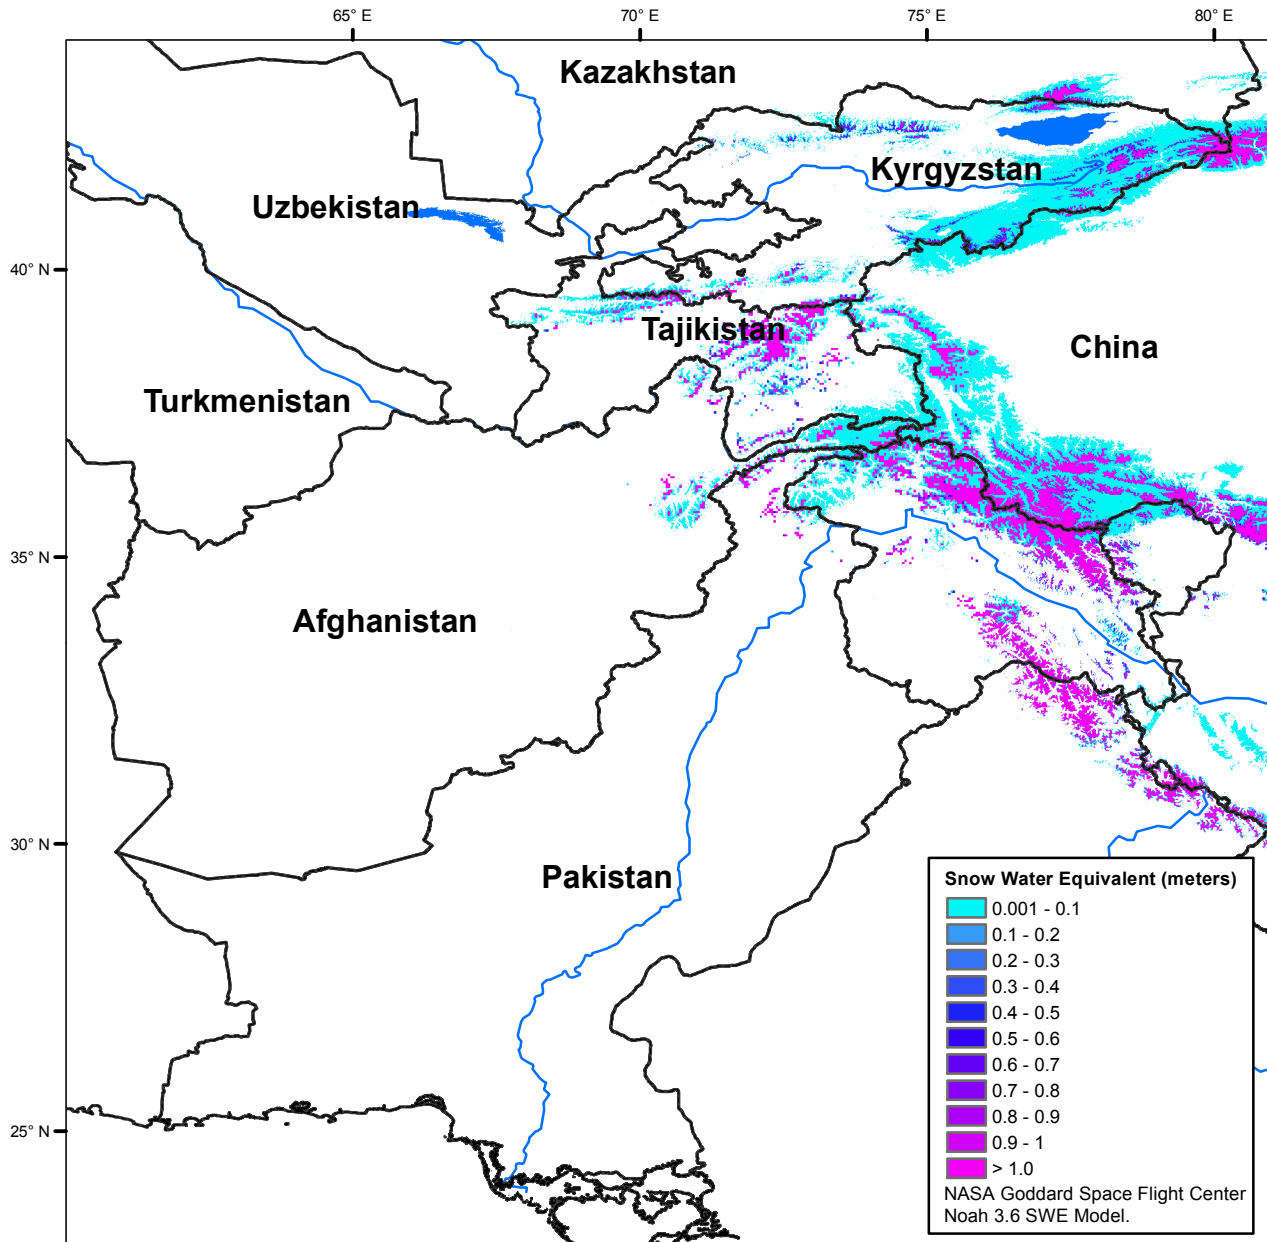 65° E
70° E
75° E
80° E
Kazakhstan
Kyrgyzstan
Uzbekistan
40° N
Tajikistan
China
Turkmenistan
35° N
Afghanistan
30° N
Pakistan
25° N
Snow Water Equivalent (meters)
0.001 - 0.1
0.1 - 0.2
0.2 - 0.3
0.3 - 0.4
0.4 - 0.5
0.5 - 0.6
0.6 - 0.7
0.7 - 0.8
0.8 - 0.9
0.9 - 1
> 1.0
NASA Goddard Space Flight Center
Noah 3.6 SWE Model.